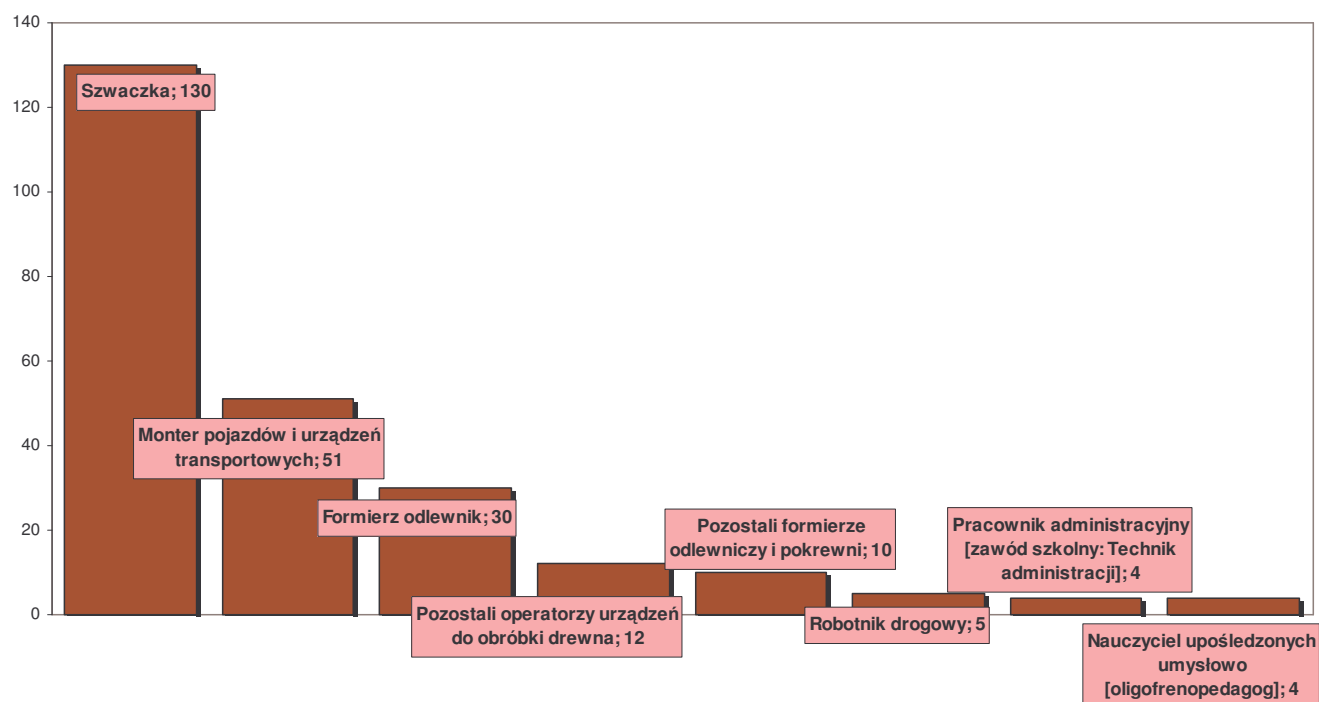 140
120
100
80
60
40
20
0
Szwaczka; 130
Monter pojazdów i urządzeń
transportowych; 51
Formierz odlewnik; 30
Pozostali operatorzy urządzeń
do obróbki drewna; 12
Pozostali formierze
odlewniczy i pokrewni; 10
Robotnik drogowy; 5
Pracownik administracyjny
[zawód szkolny: Technik
administracji]; 4
Nauczyciel upośledzonych
umysłowo
[oligofrenopedagog]; 4